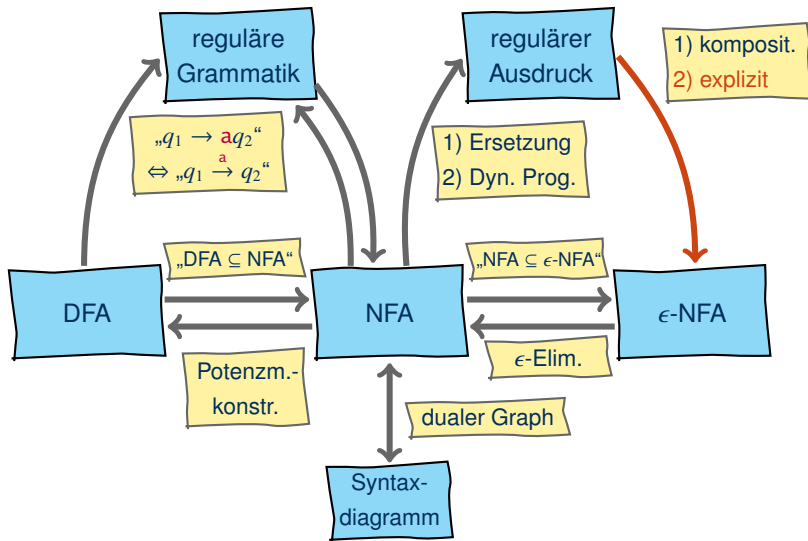 reguläre
Grammatik
regulärer
Ausdruck
1) komposit.
2) explizit
„q₁ → aq₂“
⇔ „q₁ →ᵃ q₂“
1) Ersetzung
2) Dyn. Prog.
„DFA ⊆ NFA“
„NFA ⊆ ϵ-NFA“
DFA
NFA
ϵ-NFA
Potenzm.-
konstr.
ϵ-Elim.
dualer Graph
Syntax-
diagramm